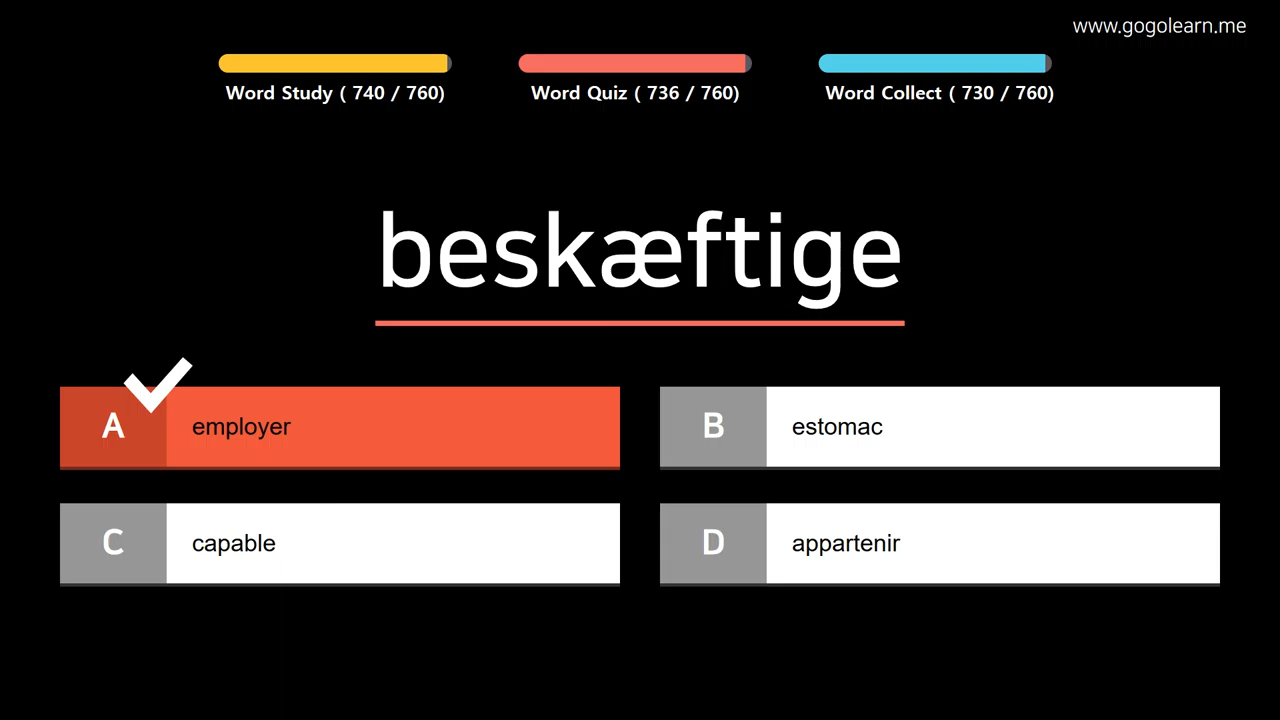 www.gogolearn.me
Word Study ( 740 / 760)
Word Quiz ( 736 / 760)
Word Collect ( 730 / 760)
beskæftige
A employer
B estomac
C capable
D appartenir